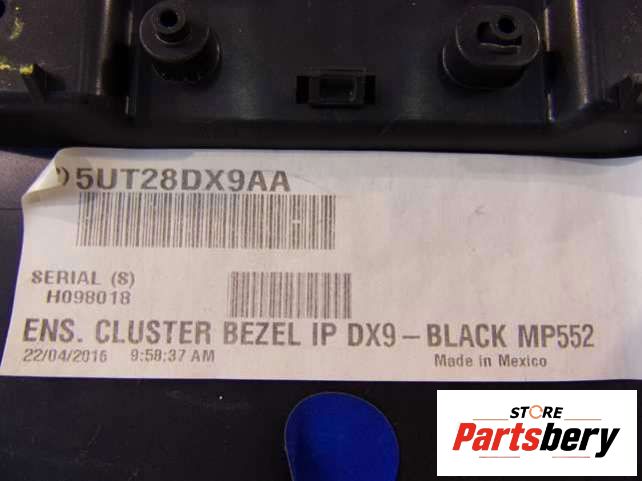 5UT28DX9AA
SERIAL (S)
H098018
ENS. CLUSTER BEZEL IP DX9-BLACK MP552
22/04/2016 9:58:37 AM
Made in Mexico
STORE
Partsbery